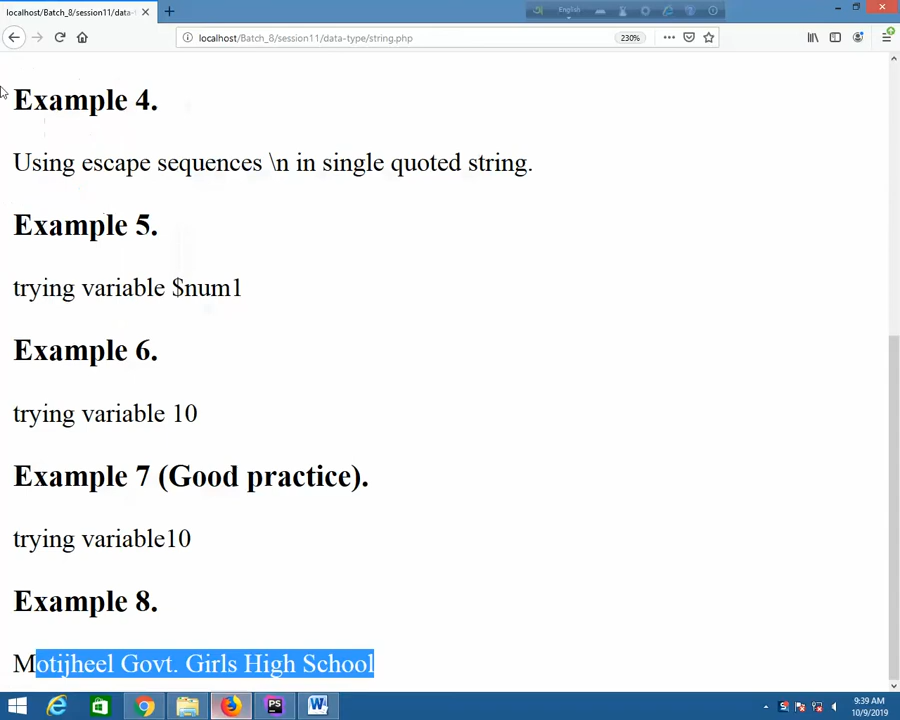 localhost/Batch_8/session11/data-t
English
localhost/Batch_8/session11/data-type/string.php
230%
Example 4.
Using escape sequences \n in single quoted string.
Example 5.
trying variable $num1
Example 6.
trying variable 10
Example 7 (Good practice).
trying variable10
Example 8.
Motijheel Govt. Girls High School
PS
W
9:39 AM
10/9/2019